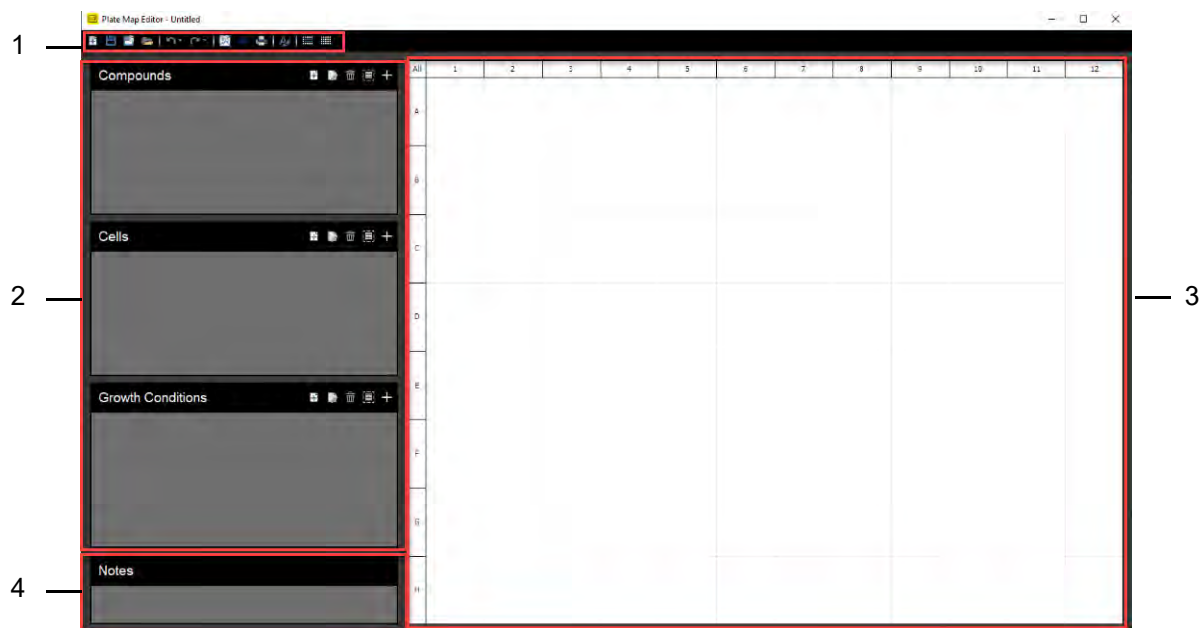 Plate Map Editor - Untitled
1
Compounds
All 1 2 3 4 5 6 7 8 9 10 11 12
A
B
Cells
C
2
3
D
Growth Conditions
E
F
G
Notes
4
H